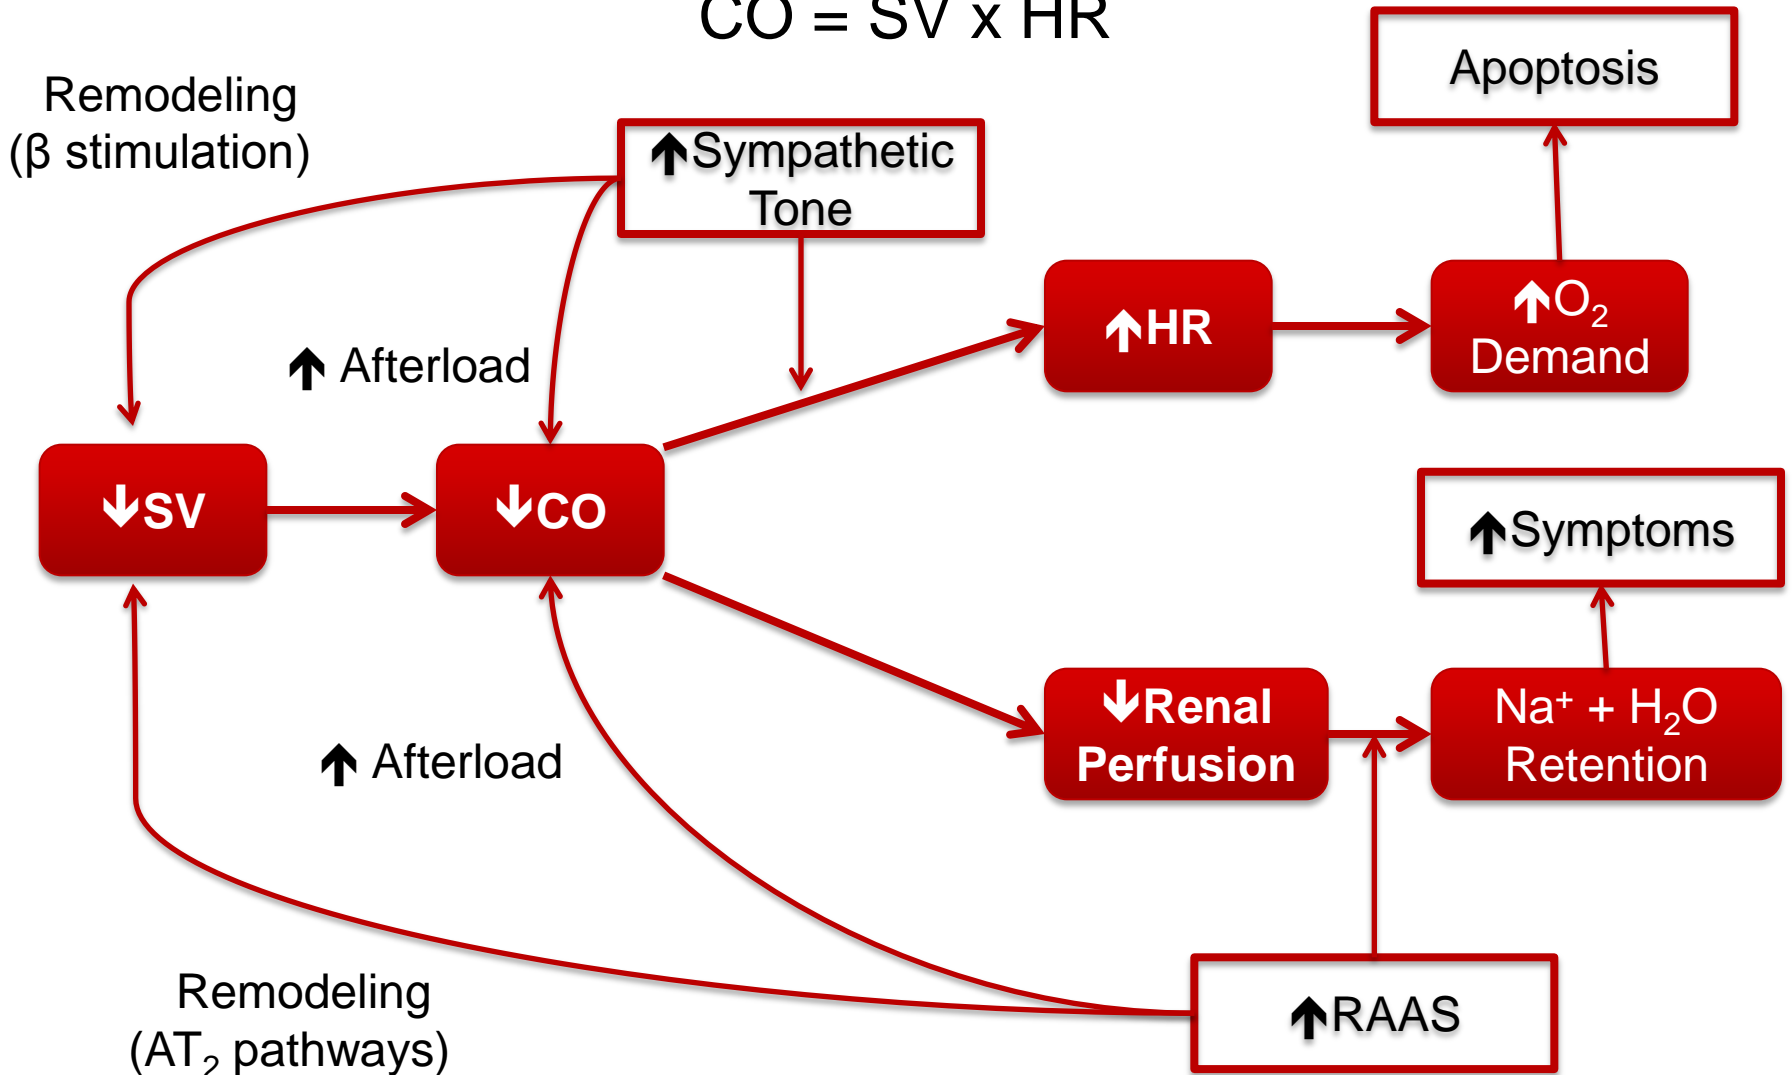 CO = SV x HR
Apoptosis
Remodeling
(β stimulation)
🡩Sympathetic
Tone
🡩HR
🡩O₂
Demand
🡩 Afterload
🡫SV
🡫CO
🡩Symptoms
🡫Renal
Perfusion
Na⁺ + H₂O
Retention
🡩 Afterload
Remodeling
(AT₂ pathways)
🡩RAAS